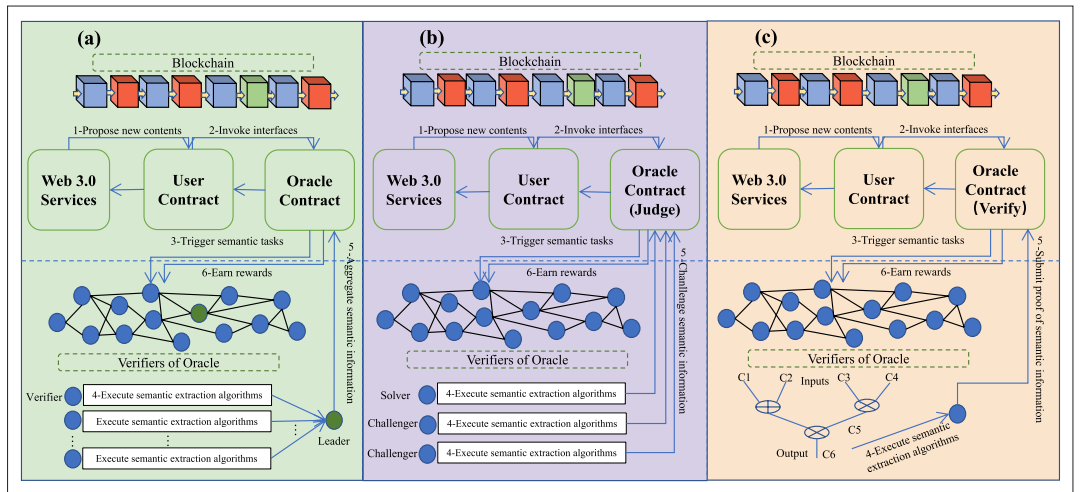 (a)
Blockchain
1-Propose new contents
2-Invoke interfaces
Web 3.0
Services
User
Contract
Oracle
Contract
3-Trigger semantic tasks
6-Earn rewards
5-Aggregate semantic information
Verifiers of Oracle
Verifier
4-Execute semantic extraction algorithms
Execute semantic extraction algorithms
Execute semantic extraction algorithms
Leader
(b)
Blockchain
1-Propose new contents
2-Invoke interfaces
Web 3.0
Services
User
Contract
Oracle
Contract
(Judge)
3-Trigger semantic tasks
6-Earn rewards
5-Chanllenge semantic information
Verifiers of Oracle
Solver
4-Execute semantic extraction algorithms
Challenger
4-Execute semantic extraction algorithms
Challenger
4-Execute semantic extraction algorithms
(c)
Blockchain
1-Propose new contents
2-Invoke interfaces
Web 3.0
Services
User
Contract
Oracle
Contract
(Verify)
3-Trigger semantic tasks
6-Earn rewards
5-Submit proof of semantic information
Verifiers of Oracle
C1
C2
Inputs
C3
C4
C5
Output
C6
4-Execute semantic
extraction algorithms